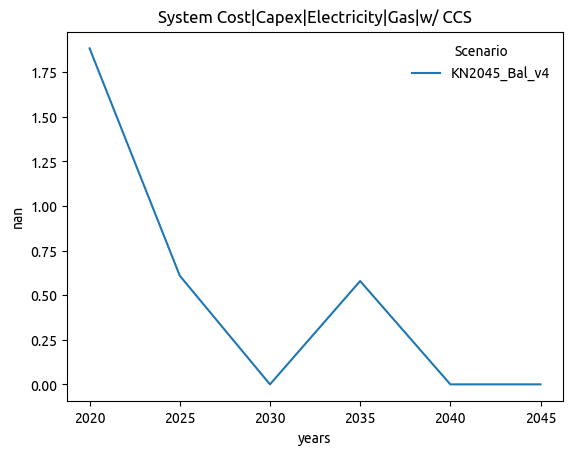 System Cost|Capex|Electricity|Gas|w/ CCS
Scenario
KN2045_Bal_v4
1.75
1.50
1.25
1.00
0.75
0.50
0.25
0.00
nan
2020 2025 2030 2035 2040 2045
years